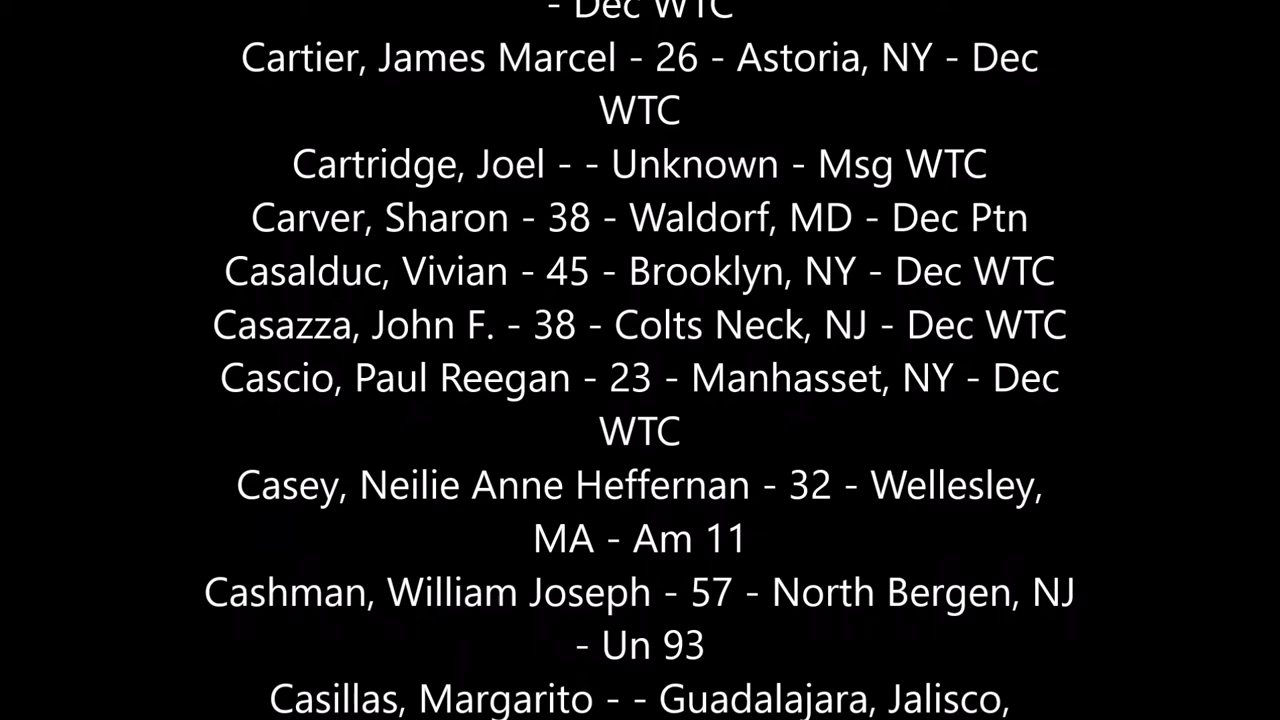 - Dec WTC
Cartier, James Marcel - 26 - Astoria, NY - Dec
WTC
Cartridge, Joel - - Unknown - Msg WTC
Carver, Sharon - 38 - Waldorf, MD - Dec Ptn
Casalduc, Vivian - 45 - Brooklyn, NY - Dec WTC
Casazza, John F. - 38 - Colts Neck, NJ - Dec WTC
Cascio, Paul Reegan - 23 - Manhasset, NY - Dec
WTC
Casey, Neilie Anne Heffernan - 32 - Wellesley,
MA - Am 11
Cashman, William Joseph - 57 - North Bergen, NJ
- Un 93
Casillas, Margarito - - Guadalajara, Jalisco,